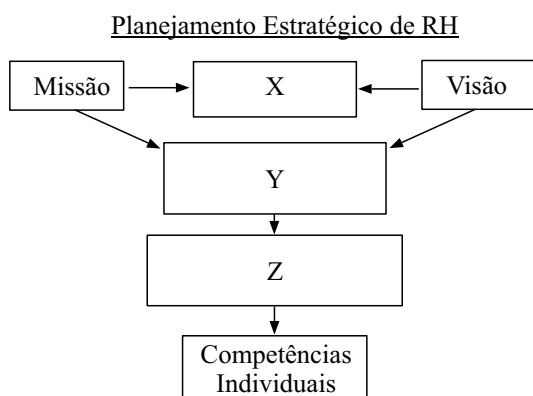 Planejamento Estratégico de RH
Missão
X
Visão
Y
Z
Competências
Individuais